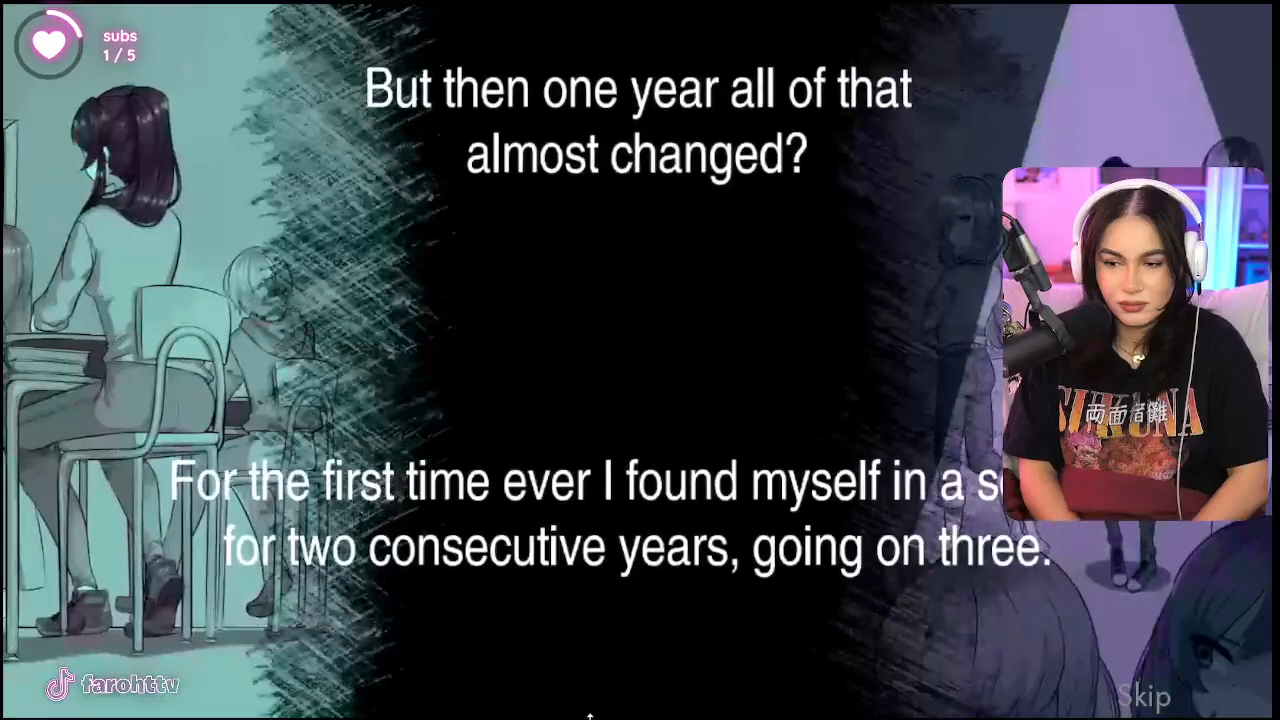 subs
1 / 5
But then one year all of that
almost changed?
SUKUNA
両面宿儺
For the first time ever I found myself in a
for two consecutive years, going on three.
farohttv
Skip